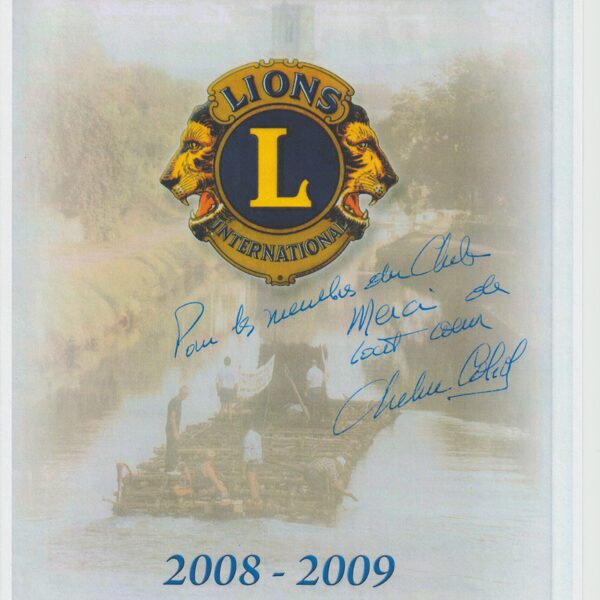 LIONS
L
INTERNATIONAL
Pour les membres du Club
Merci de
tout cœur
2008 - 2009